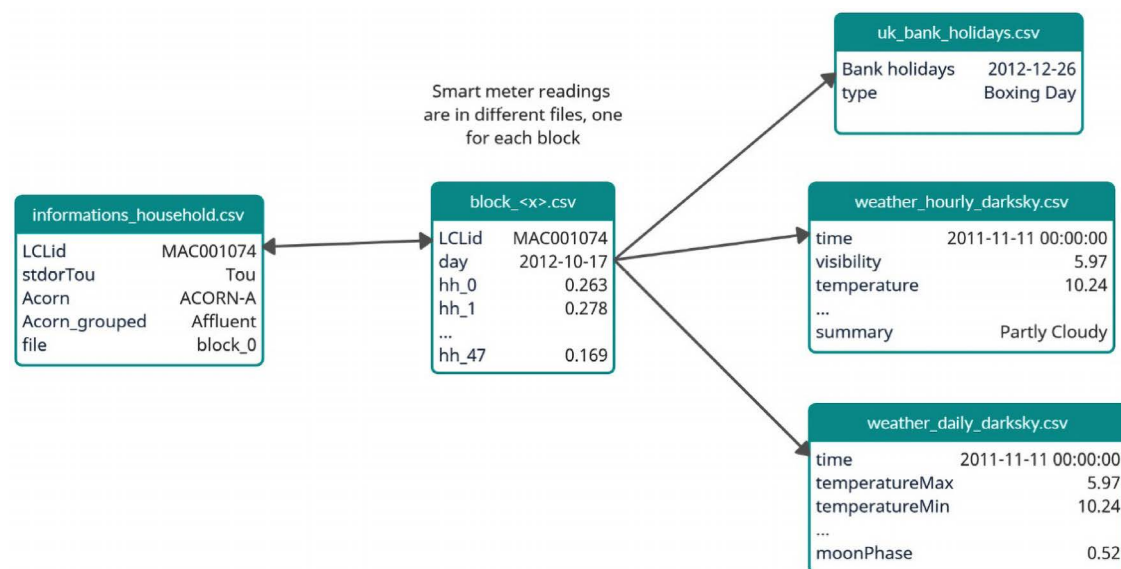 uk_bank_holidays.csv
Bank holidays 2012-12-26
type Boxing Day
Smart meter readings
are in different files, one
for each block
informations_household.csv
LCLid MAC001074
stdorTou Tou
Acorn ACORN-A
Acorn_grouped Affluent
file block_0
block_<x>.csv
LCLid MAC001074
day 2012-10-17
hh_0 0.263
hh_1 0.278
...
hh_47 0.169
weather_hourly_darksky.csv
time 2011-11-11 00:00:00
visibility 5.97
temperature 10.24
...
summary Partly Cloudy
weather_daily_darksky.csv
time 2011-11-11 00:00:00
temperatureMax 5.97
temperatureMin 10.24
...
moonPhase 0.52